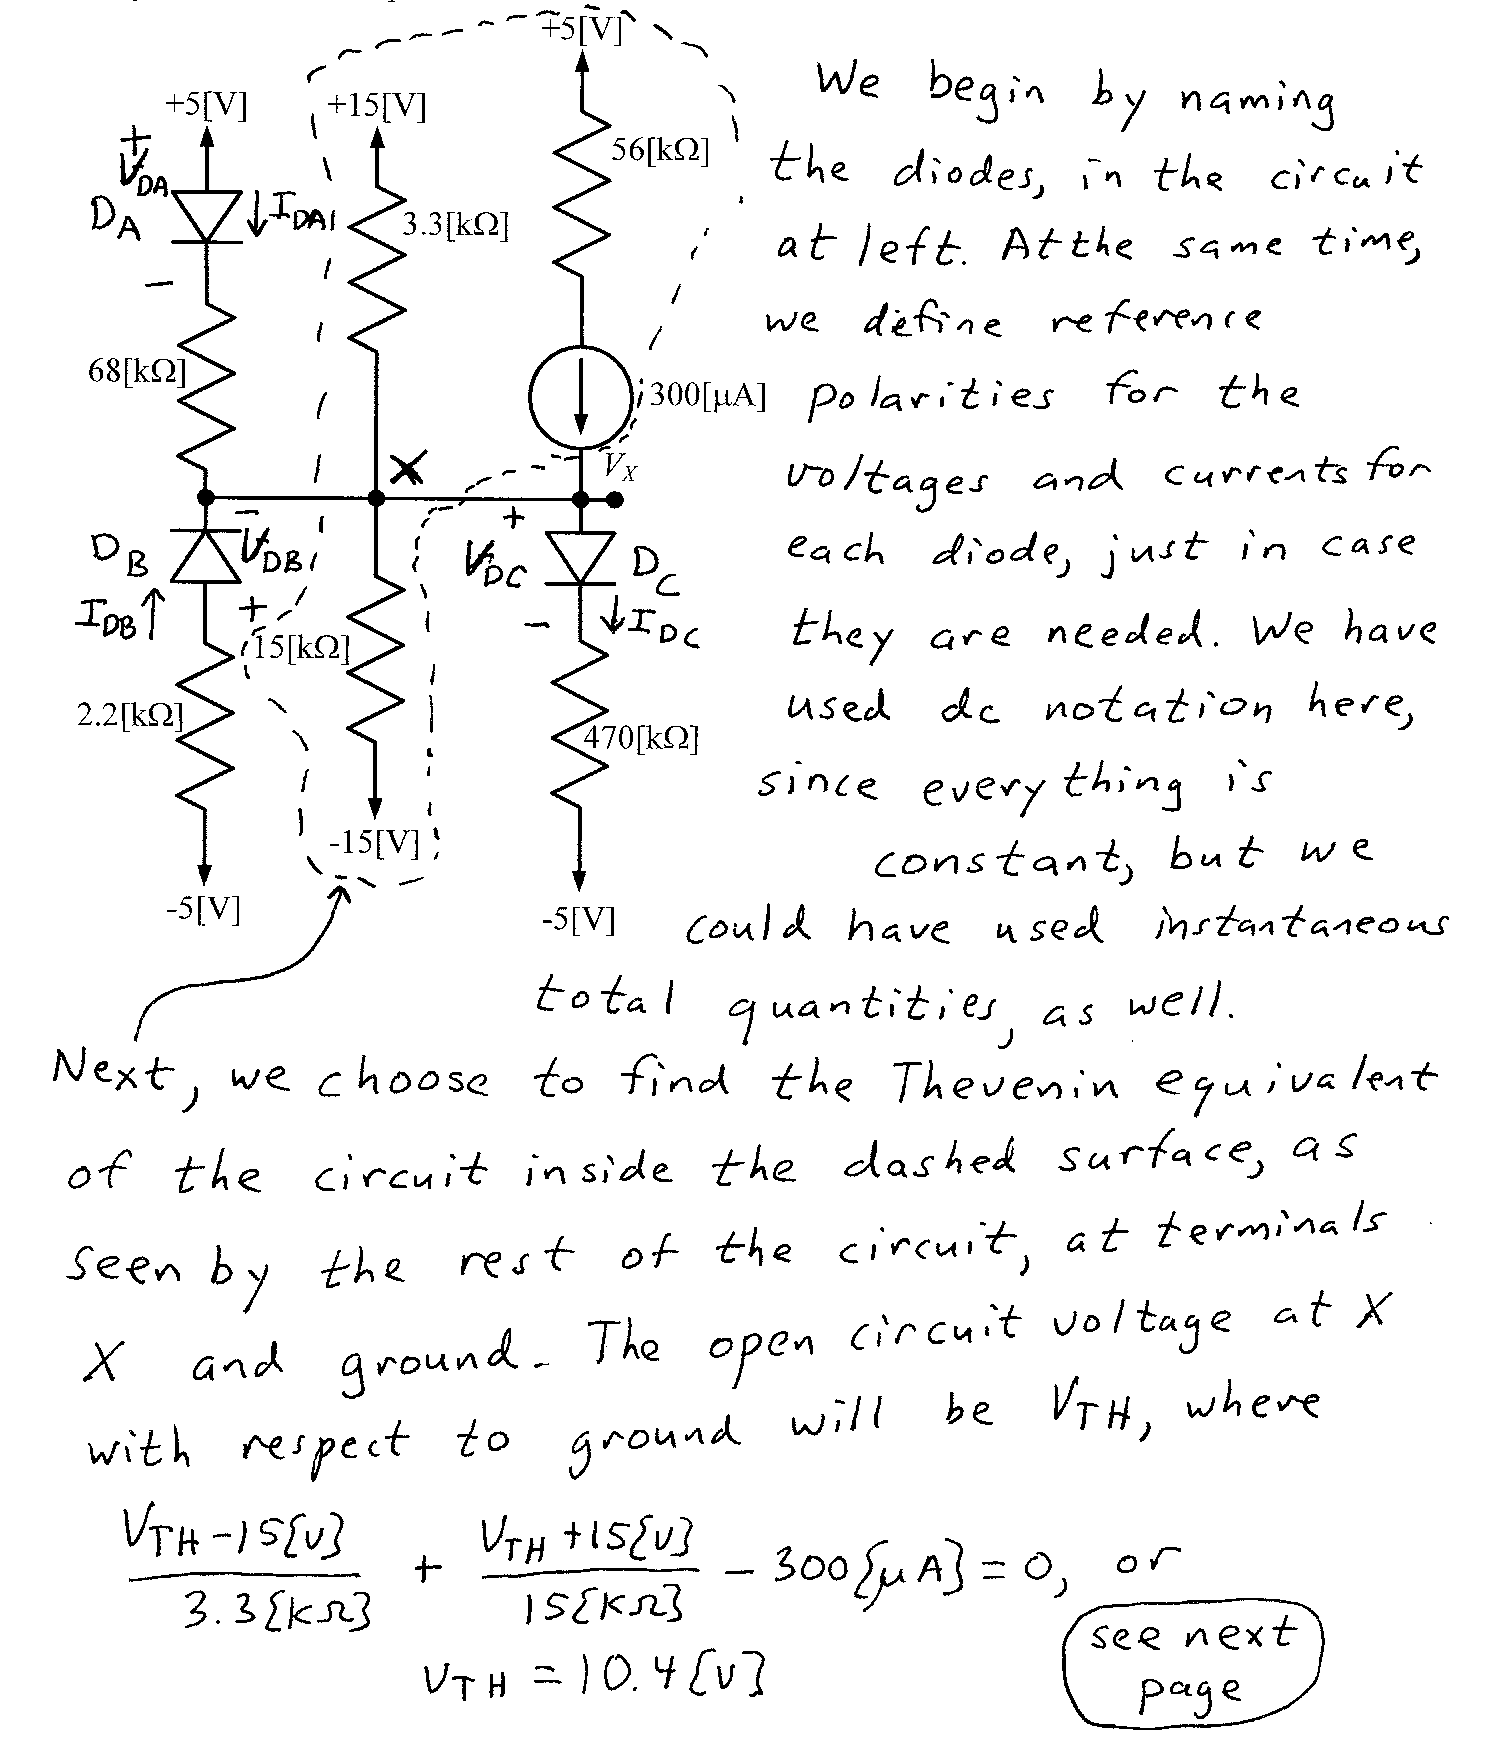 +5[V]
+5[V]
+15[V]
+
V_DA
56[kΩ]
D_A
I_DA
3.3[kΩ]
-
68[kΩ]
300[μA]
X
V_X
-
+
D_B
V_DB
V_DC
D_C
I_DB
+
-
I_DC
15[kΩ]
2.2[kΩ]
470[kΩ]
-15[V]
-5[V]
-5[V]
We begin by naming
the diodes, in the circuit
at left. At the same time,
we define reference
polarities for the
voltages and currents for
each diode, just in case
they are needed. We have
used dc notation here,
since everything is
constant, but we
could have used instantaneous
total quantities, as well.
Next, we choose to find the Thevenin equivalent
of the circuit inside the dashed surface, as
seen by the rest of the circuit, at terminals
X and ground. The open circuit voltage at X
with respect to ground will be V_TH, where
V_TH - 15[V] / 3.3[kΩ] + V_TH + 15[V] / 15[kΩ] - 300[μA] = 0, or
V_TH = 10.4[V]
see next
page